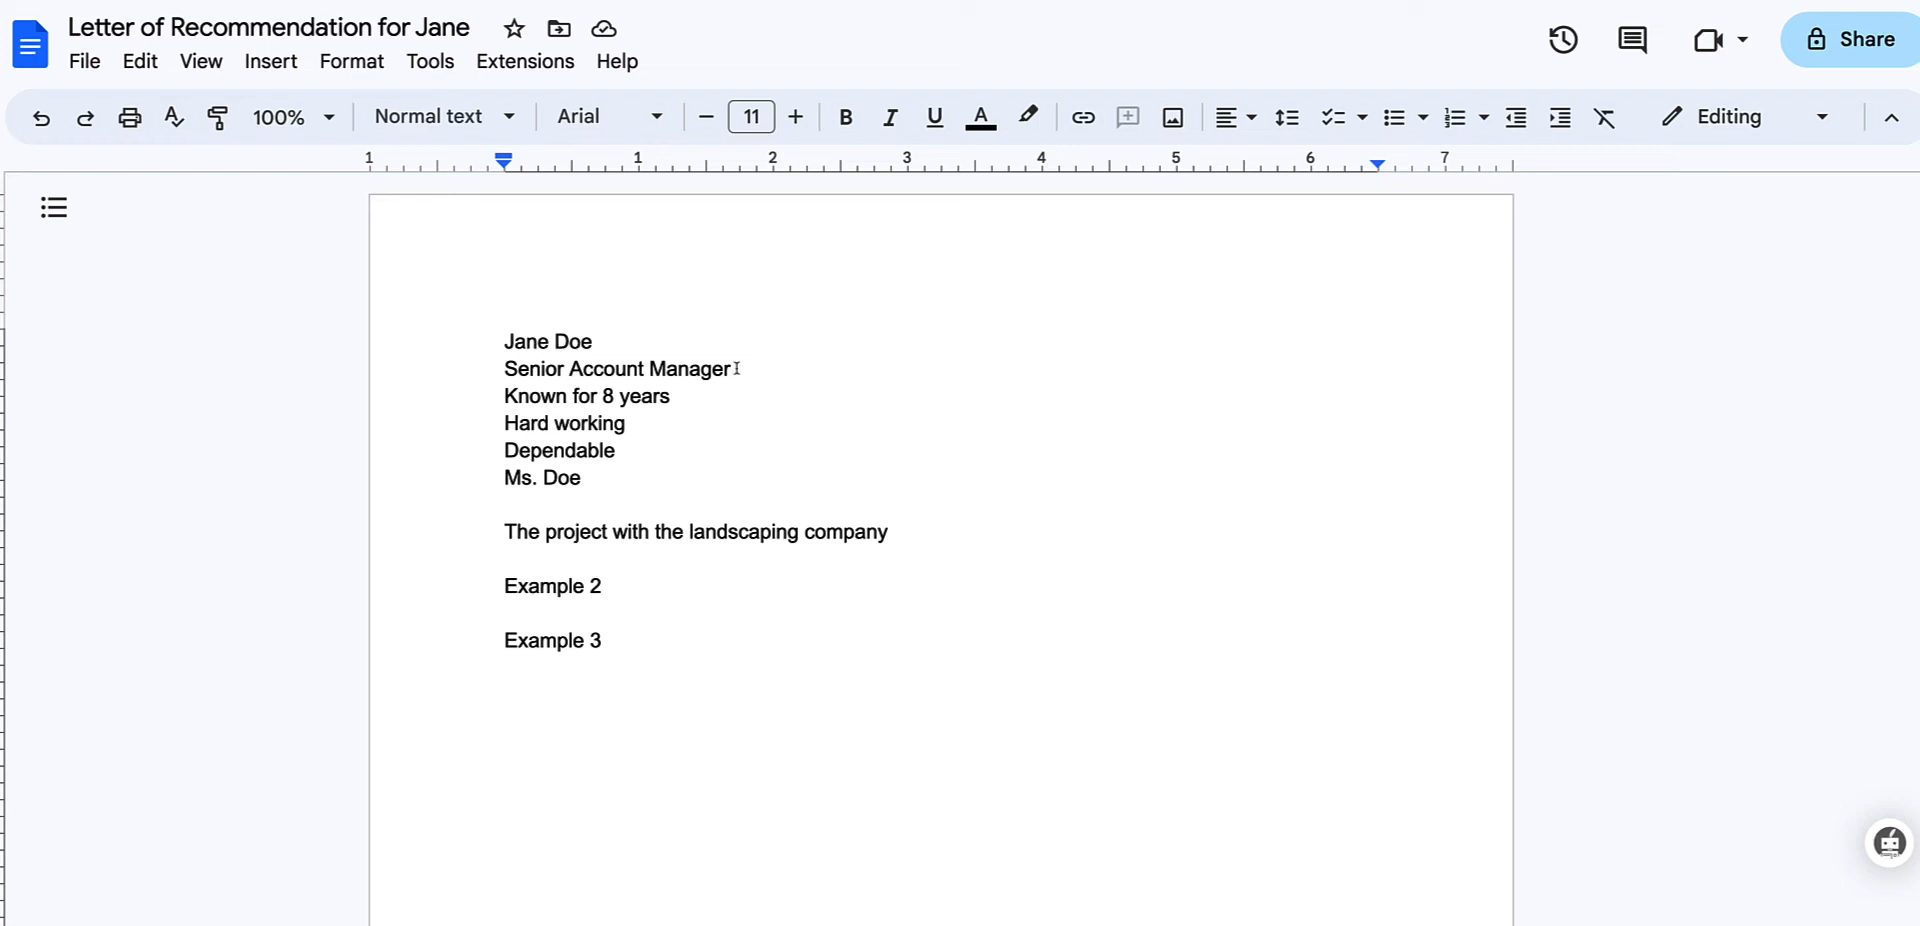 Letter of Recommendation for Jane
File Edit View Insert Format Tools Extensions Help
Share
100% Normal text Arial 11 B I U A Editing
1 1 2 3 4 5 6 7
Jane Doe
Senior Account Manager
Known for 8 years
Hard working
Dependable
Ms. Doe
The project with the landscaping company
Example 2
Example 3